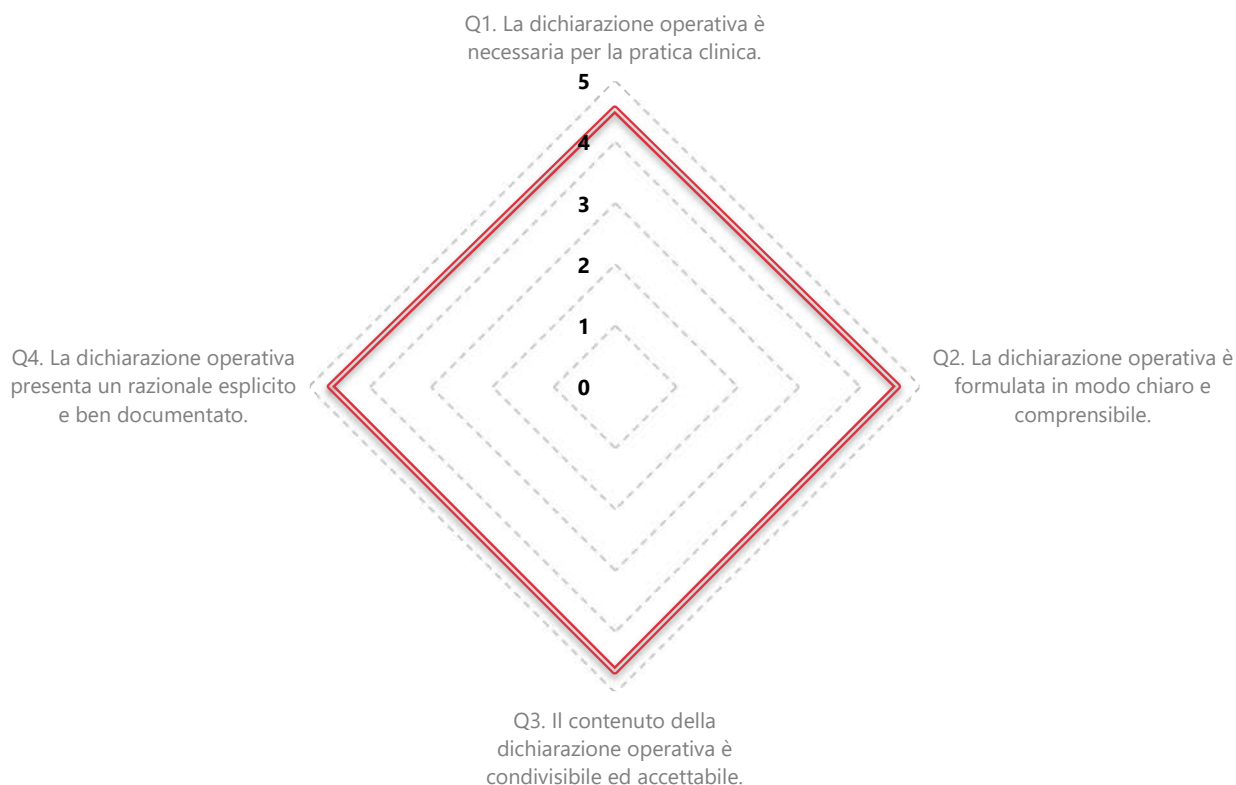 Q1. La dichiarazione operativa è
necessaria per la pratica clinica.
5
4
3
2
1
0
Q4. La dichiarazione operativa
presenta un razionale esplicito
e ben documentato.
Q2. La dichiarazione operativa è
formulata in modo chiaro e
comprensibile.
Q3. Il contenuto della
dichiarazione operativa è
condivisibile ed accettabile.